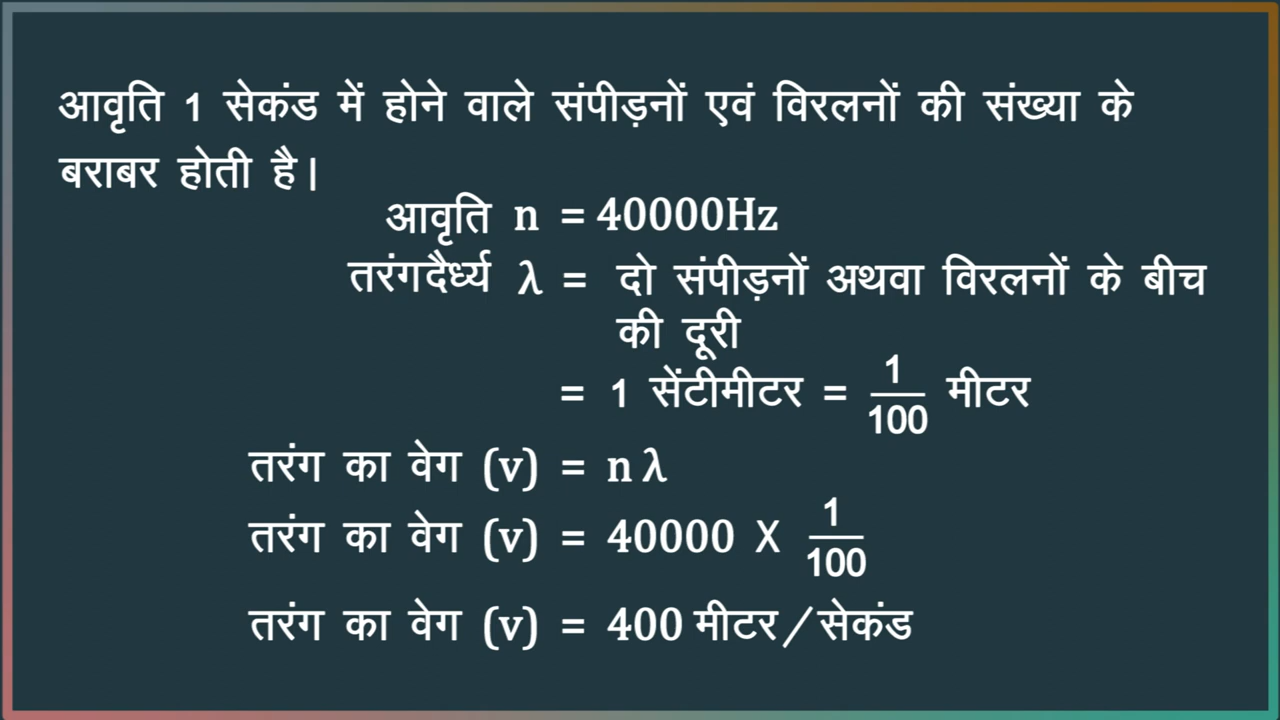 आवृति 1 सेकंड में होने वाले संपीड़नों एवं विरलनों की संख्या के
बराबर होती है।
आवृति n = 40000Hz
तरंगदैर्ध्य λ = दो संपीड़नों अथवा विरलनों के बीच
की दूरी
= 1 सेंटीमीटर = 1/100 मीटर
तरंग का वेग (v) = n λ
तरंग का वेग (v) = 40000 X 1/100
तरंग का वेग (v) = 400 मीटर/सेकंड